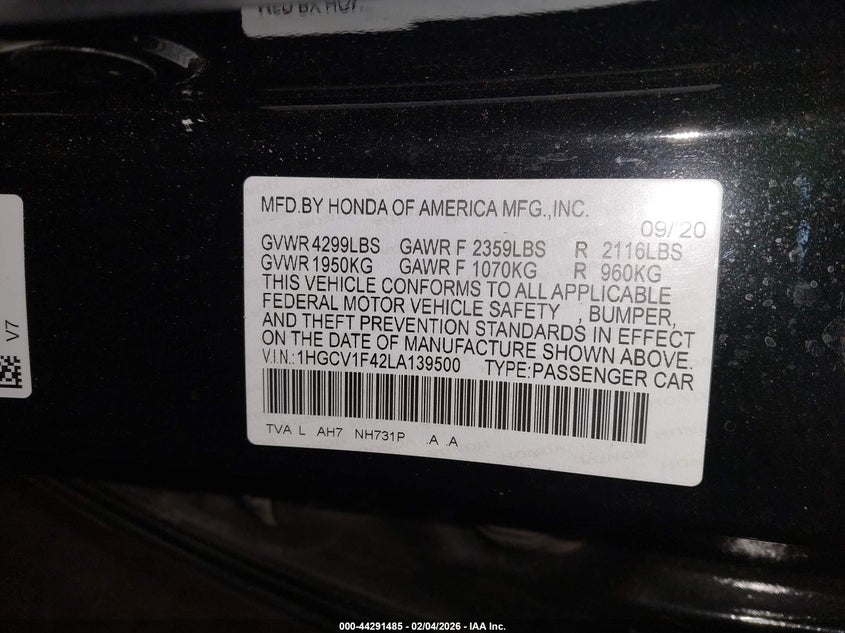 MFD.BY HONDA OF AMERICA MFG.,INC.
09/20
GVWR 4299LBS GAWR F 2359LBS R 2116LBS
GVWR 1950KG GAWR F 1070KG R 960KG
THIS VEHICLE CONFORMS TO ALL APPLICABLE
FEDERAL MOTOR VEHICLE SAFETY , BUMPER,
AND THEFT PREVENTION STANDARDS IN EFFECT
ON THE DATE OF MANUFACTURE SHOWN ABOVE.
V.I.N.:1HGCV1F42LA139500 TYPE:PASSENGER CAR
TVA L AH7 NH731P .A .A
V7
000-44291485 - 02/04/2026 - IAA Inc.